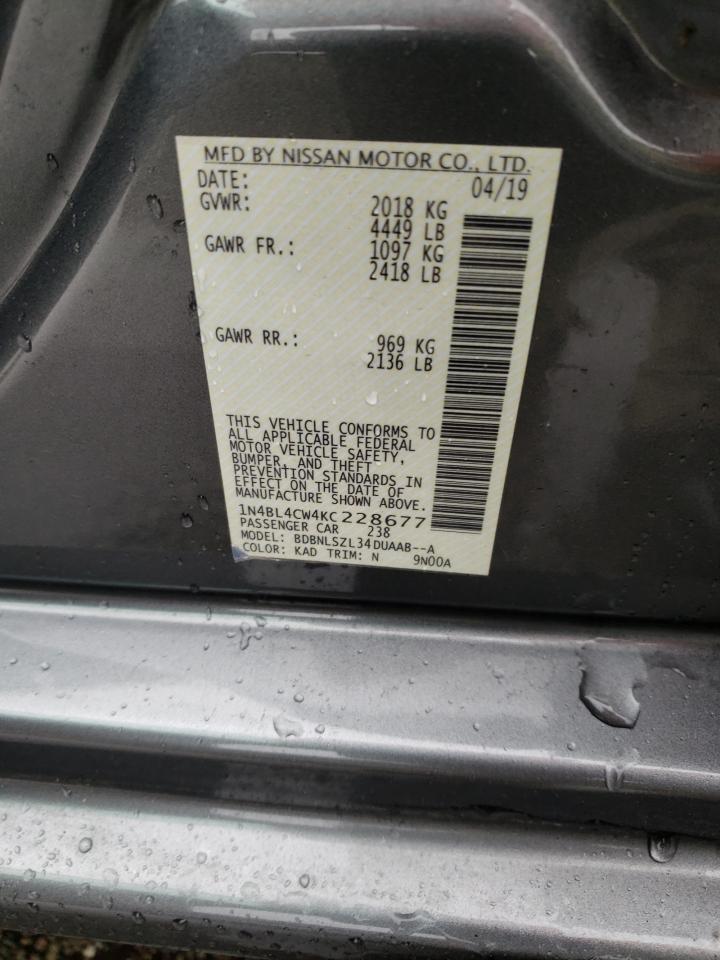 MFD BY NISSAN MOTOR CO., LTD.
DATE: 04/19
GVWR: 2018 KG
4449 LB
GAWR FR.: 1097 KG
2418 LB
GAWR RR.: 969 KG
2136 LB
THIS VEHICLE CONFORMS TO
ALL APPLICABLE FEDERAL
MOTOR VEHICLE SAFETY,
BUMPER, AND THEFT
PREVENTION STANDARDS IN
EFFECT ON THE DATE OF
MANUFACTURE SHOWN ABOVE.
1N4BL4CW4KC228677
PASSENGER CAR 238
MODEL: BDBNLSZL34DUAAB--A
COLOR: KAD TRIM: N 9N00A